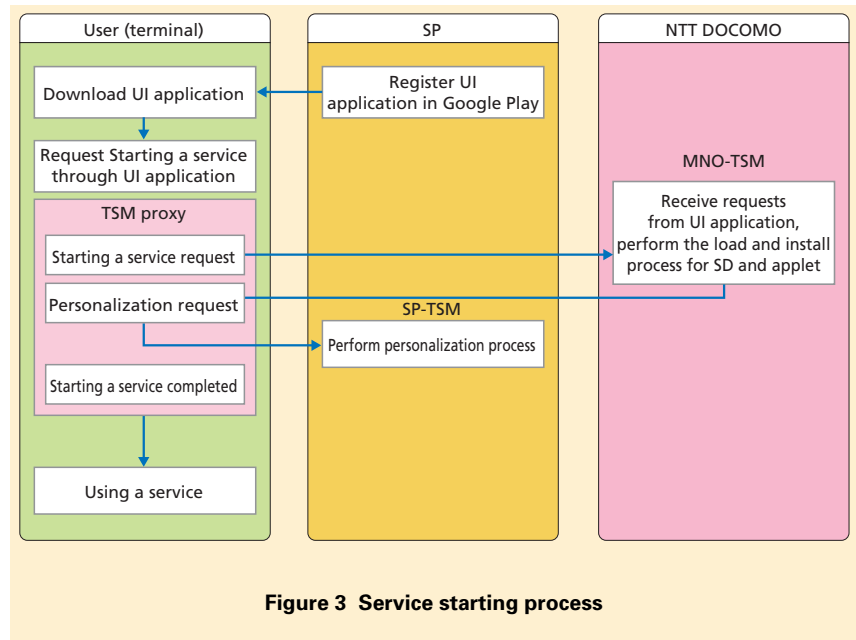 User (terminal)
SP
NTT DOCOMO
Download UI application
Register UI
application in Google Play
Request Starting a service
through UI application
MNO-TSM
Receive requests
from UI application,
perform the load and install
process for SD and applet
TSM proxy
Starting a service request
Personalization request
SP-TSM
Perform personalization process
Starting a service completed
Using a service
Figure 3 Service starting process